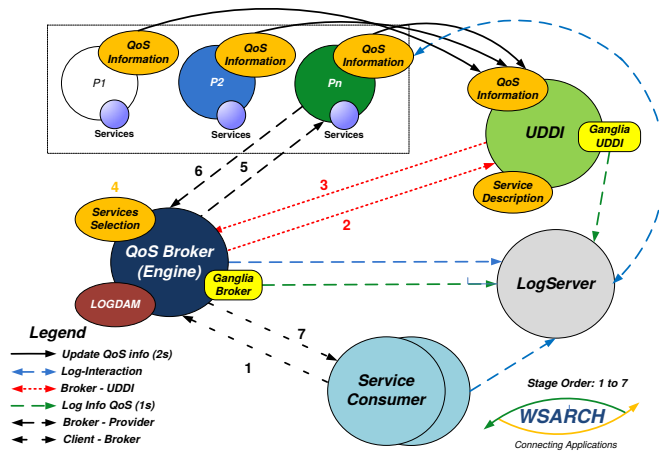 QoS
Information
QoS
Information
QoS
Information
P1
P2
Pn
Services
Services
Services
QoS
Information
UDDI
Ganglia
UDDI
Service
Description
6
5
3
2
4
Services
Selection
QoS Broker
(Engine)
Ganglia
Broker
LOGDAM
LogServer
7
1
Service
Consumer
Legend
Update QoS info (2s)
Log-Interaction
Broker - UDDI
Log Info QoS (1s)
Broker - Provider
Client - Broker
Stage Order: 1 to 7
WSARCH
Connecting Applications